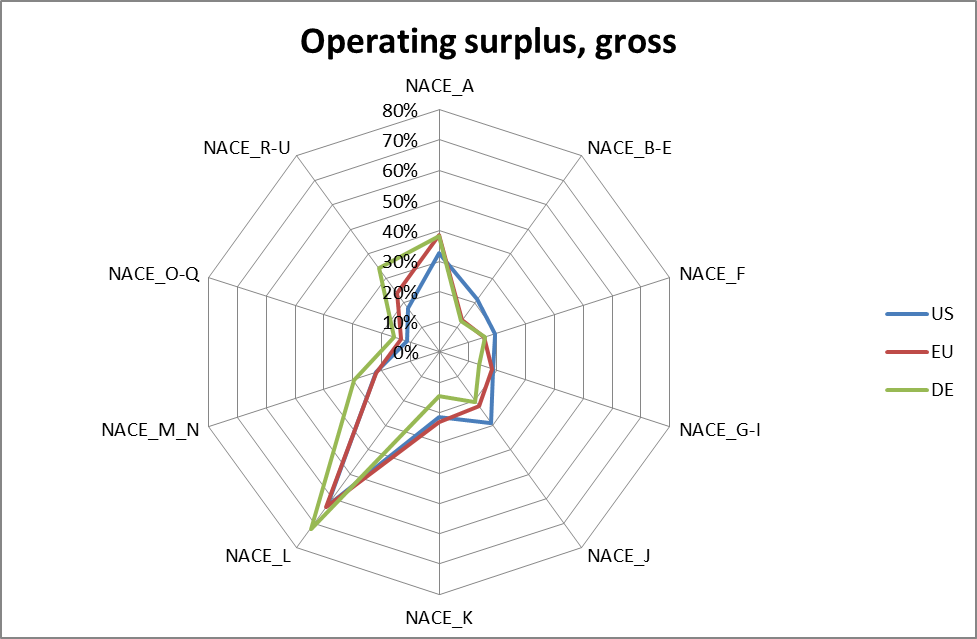 Operating surplus, gross
NACE_A
80%
70%
60%
50%
40%
30%
20%
10%
0%
NACE_B-E
NACE_F
NACE_G-I
NACE_J
NACE_K
NACE_L
NACE_M_N
NACE_O-Q
NACE_R-U
US
EU
DE